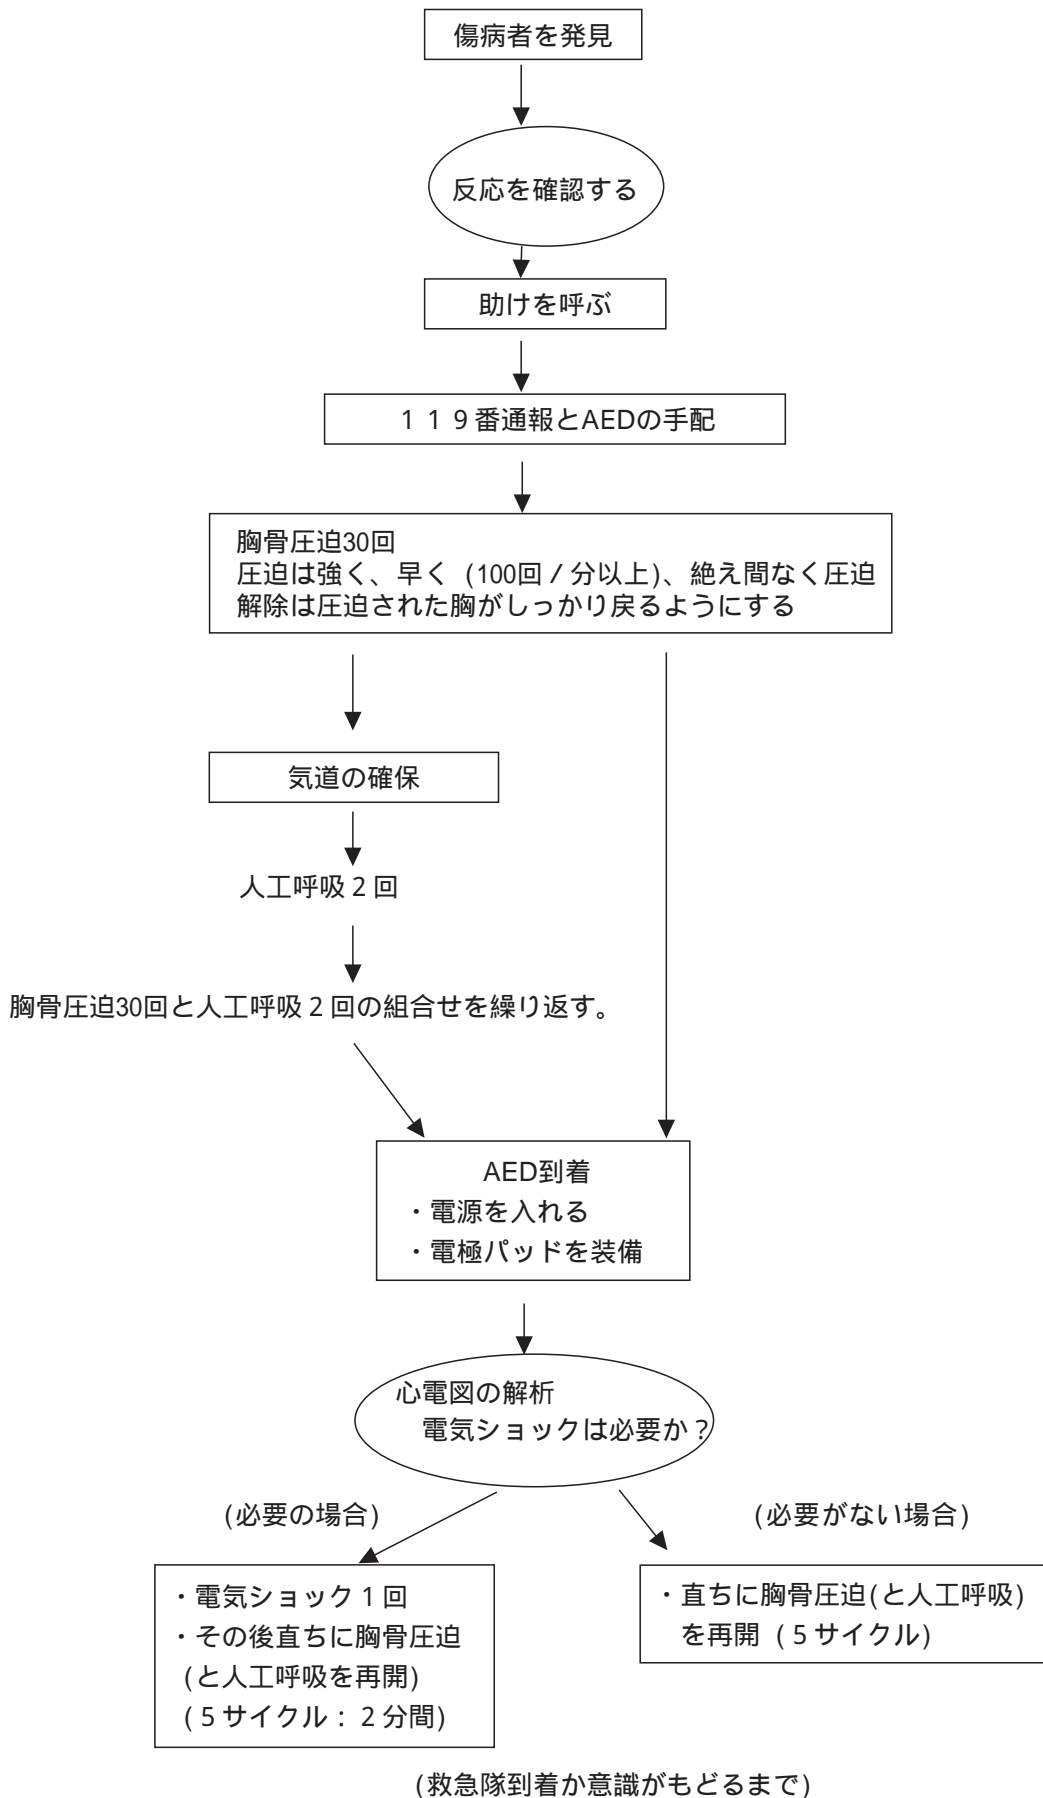 傷病者を発見
反応を確認する
助けを呼ぶ
１１９番通報とAEDの手配
胸骨圧迫30回
圧迫は強く、早く（100回／分以上）、絶え間なく圧迫
解除は圧迫された胸がしっかり戻るようにする
気道の確保
人工呼吸２回
胸骨圧迫30回と人工呼吸２回の組合せを繰り返す。
AED到着
・電源を入れる
・電極パッドを装備
心電図の解析
電気ショックは必要か？
（必要の場合）
（必要がない場合）
・電気ショック１回
・その後直ちに胸骨圧迫
（と人工呼吸を再開）
（５サイクル：２分間）
・直ちに胸骨圧迫（と人工呼吸）
を再開（５サイクル）
（救急隊到着か意識がもどるまで）